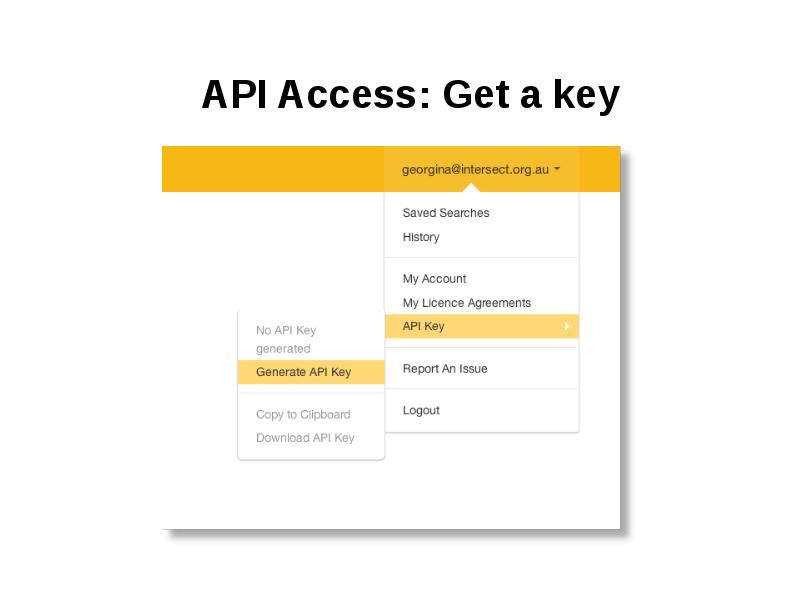 API Access: Get a key
georgina@intersect.org.au
Saved Searches
History
My Account
My Licence Agreements
API Key
No API Key
generated
Generate API Key
Copy to Clipboard
Download API Key
Report An Issue
Logout